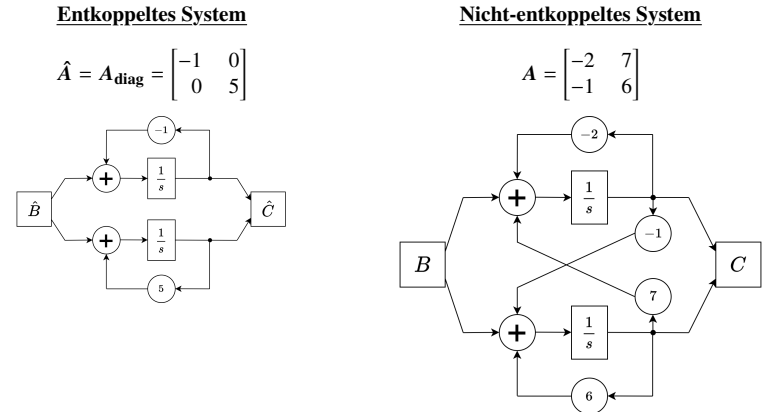 Entkoppeltes System
Nicht-entkoppeltes System
Â = A_diag = [−1 0
0 5]
A = [−2 7
−1 6]
−1
+
1/s
B̂
Ĉ
+
1/s
5
−2
+
1/s
−1
B
C
7
+
1/s
6